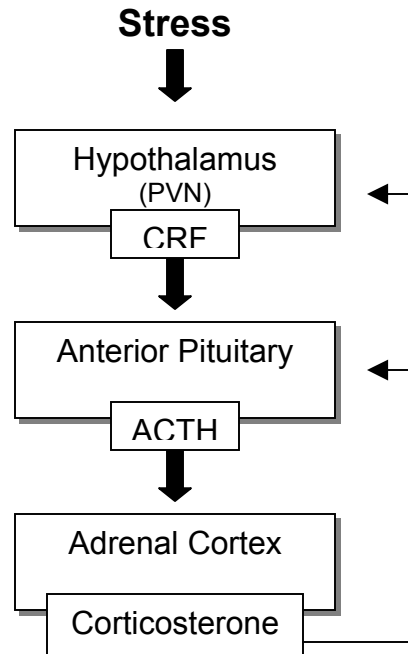 Stress
Hypothalamus
(PVN)
CRF
Anterior Pituitary
ACTH
Adrenal Cortex
Corticosterone